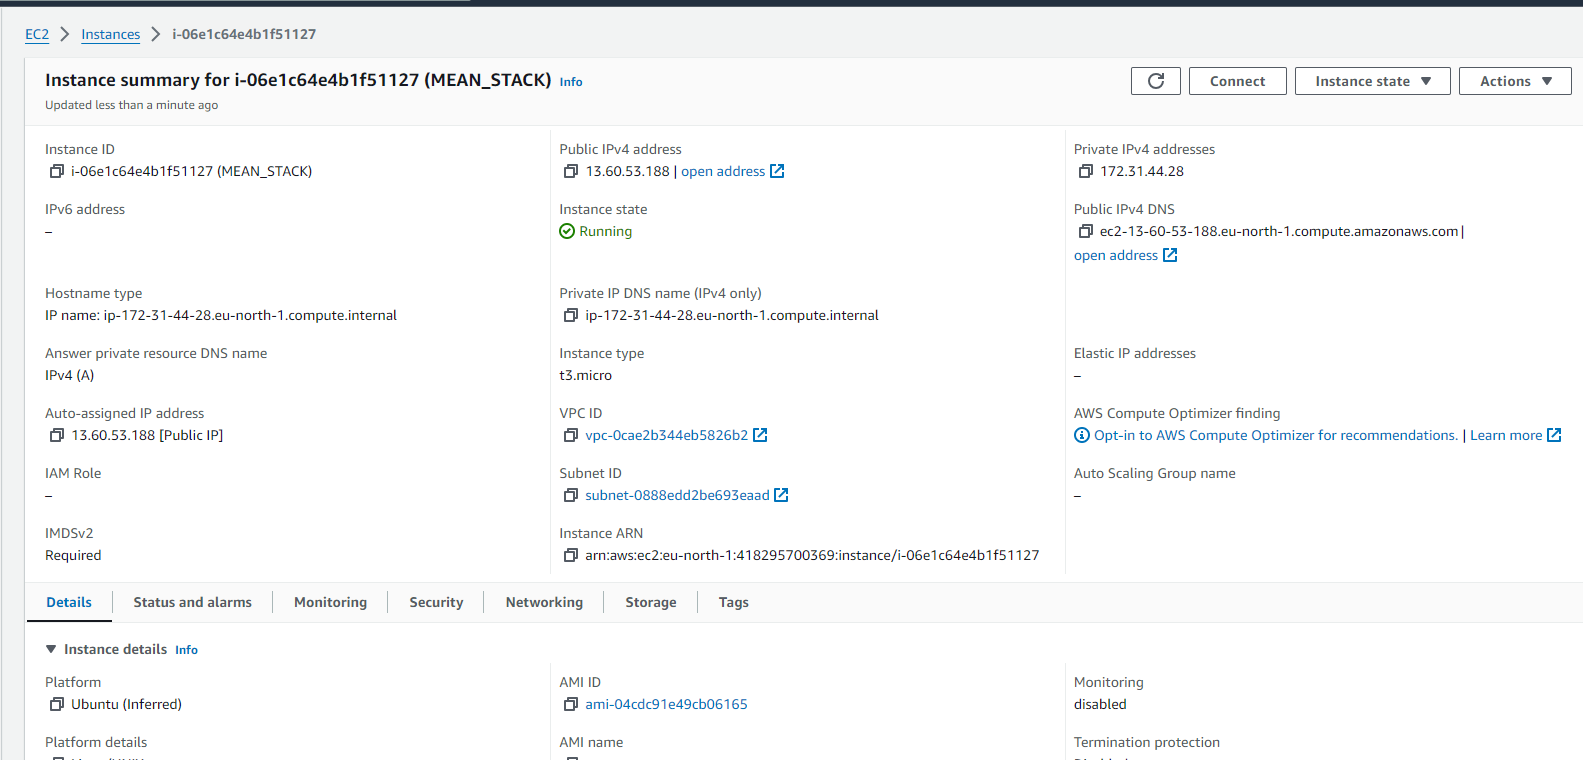 EC2 > Instances > i-06e1c64e4b1f51127
Instance summary for i-06e1c64e4b1f51127 (MEAN_STACK) Info
Updated less than a minute ago
Connect
Instance state
Actions
Instance ID
i-06e1c64e4b1f51127 (MEAN_STACK)
Public IPv4 address
13.60.53.188 | open address
Private IPv4 addresses
172.31.44.28
IPv6 address
–
Instance state
Running
Public IPv4 DNS
ec2-13-60-53-188.eu-north-1.compute.amazonaws.com |
open address
Hostname type
IP name: ip-172-31-44-28.eu-north-1.compute.internal
Private IP DNS name (IPv4 only)
ip-172-31-44-28.eu-north-1.compute.internal
Answer private resource DNS name
IPv4 (A)
Instance type
t3.micro
Elastic IP addresses
–
Auto-assigned IP address
13.60.53.188 [Public IP]
VPC ID
vpc-0cae2b344eb5826b2
AWS Compute Optimizer finding
Opt-in to AWS Compute Optimizer for recommendations. | Learn more
IAM Role
–
Subnet ID
subnet-0888edd2be693eaad
Auto Scaling Group name
–
IMDSv2
Required
Instance ARN
arn:aws:ec2:eu-north-1:418295700369:instance/i-06e1c64e4b1f51127
Details
Status and alarms
Monitoring
Security
Networking
Storage
Tags
Instance details Info
Platform
Ubuntu (Inferred)
AMI ID
ami-04cdc91e49cb06165
Monitoring
disabled
Platform details
AMI name
Termination protection